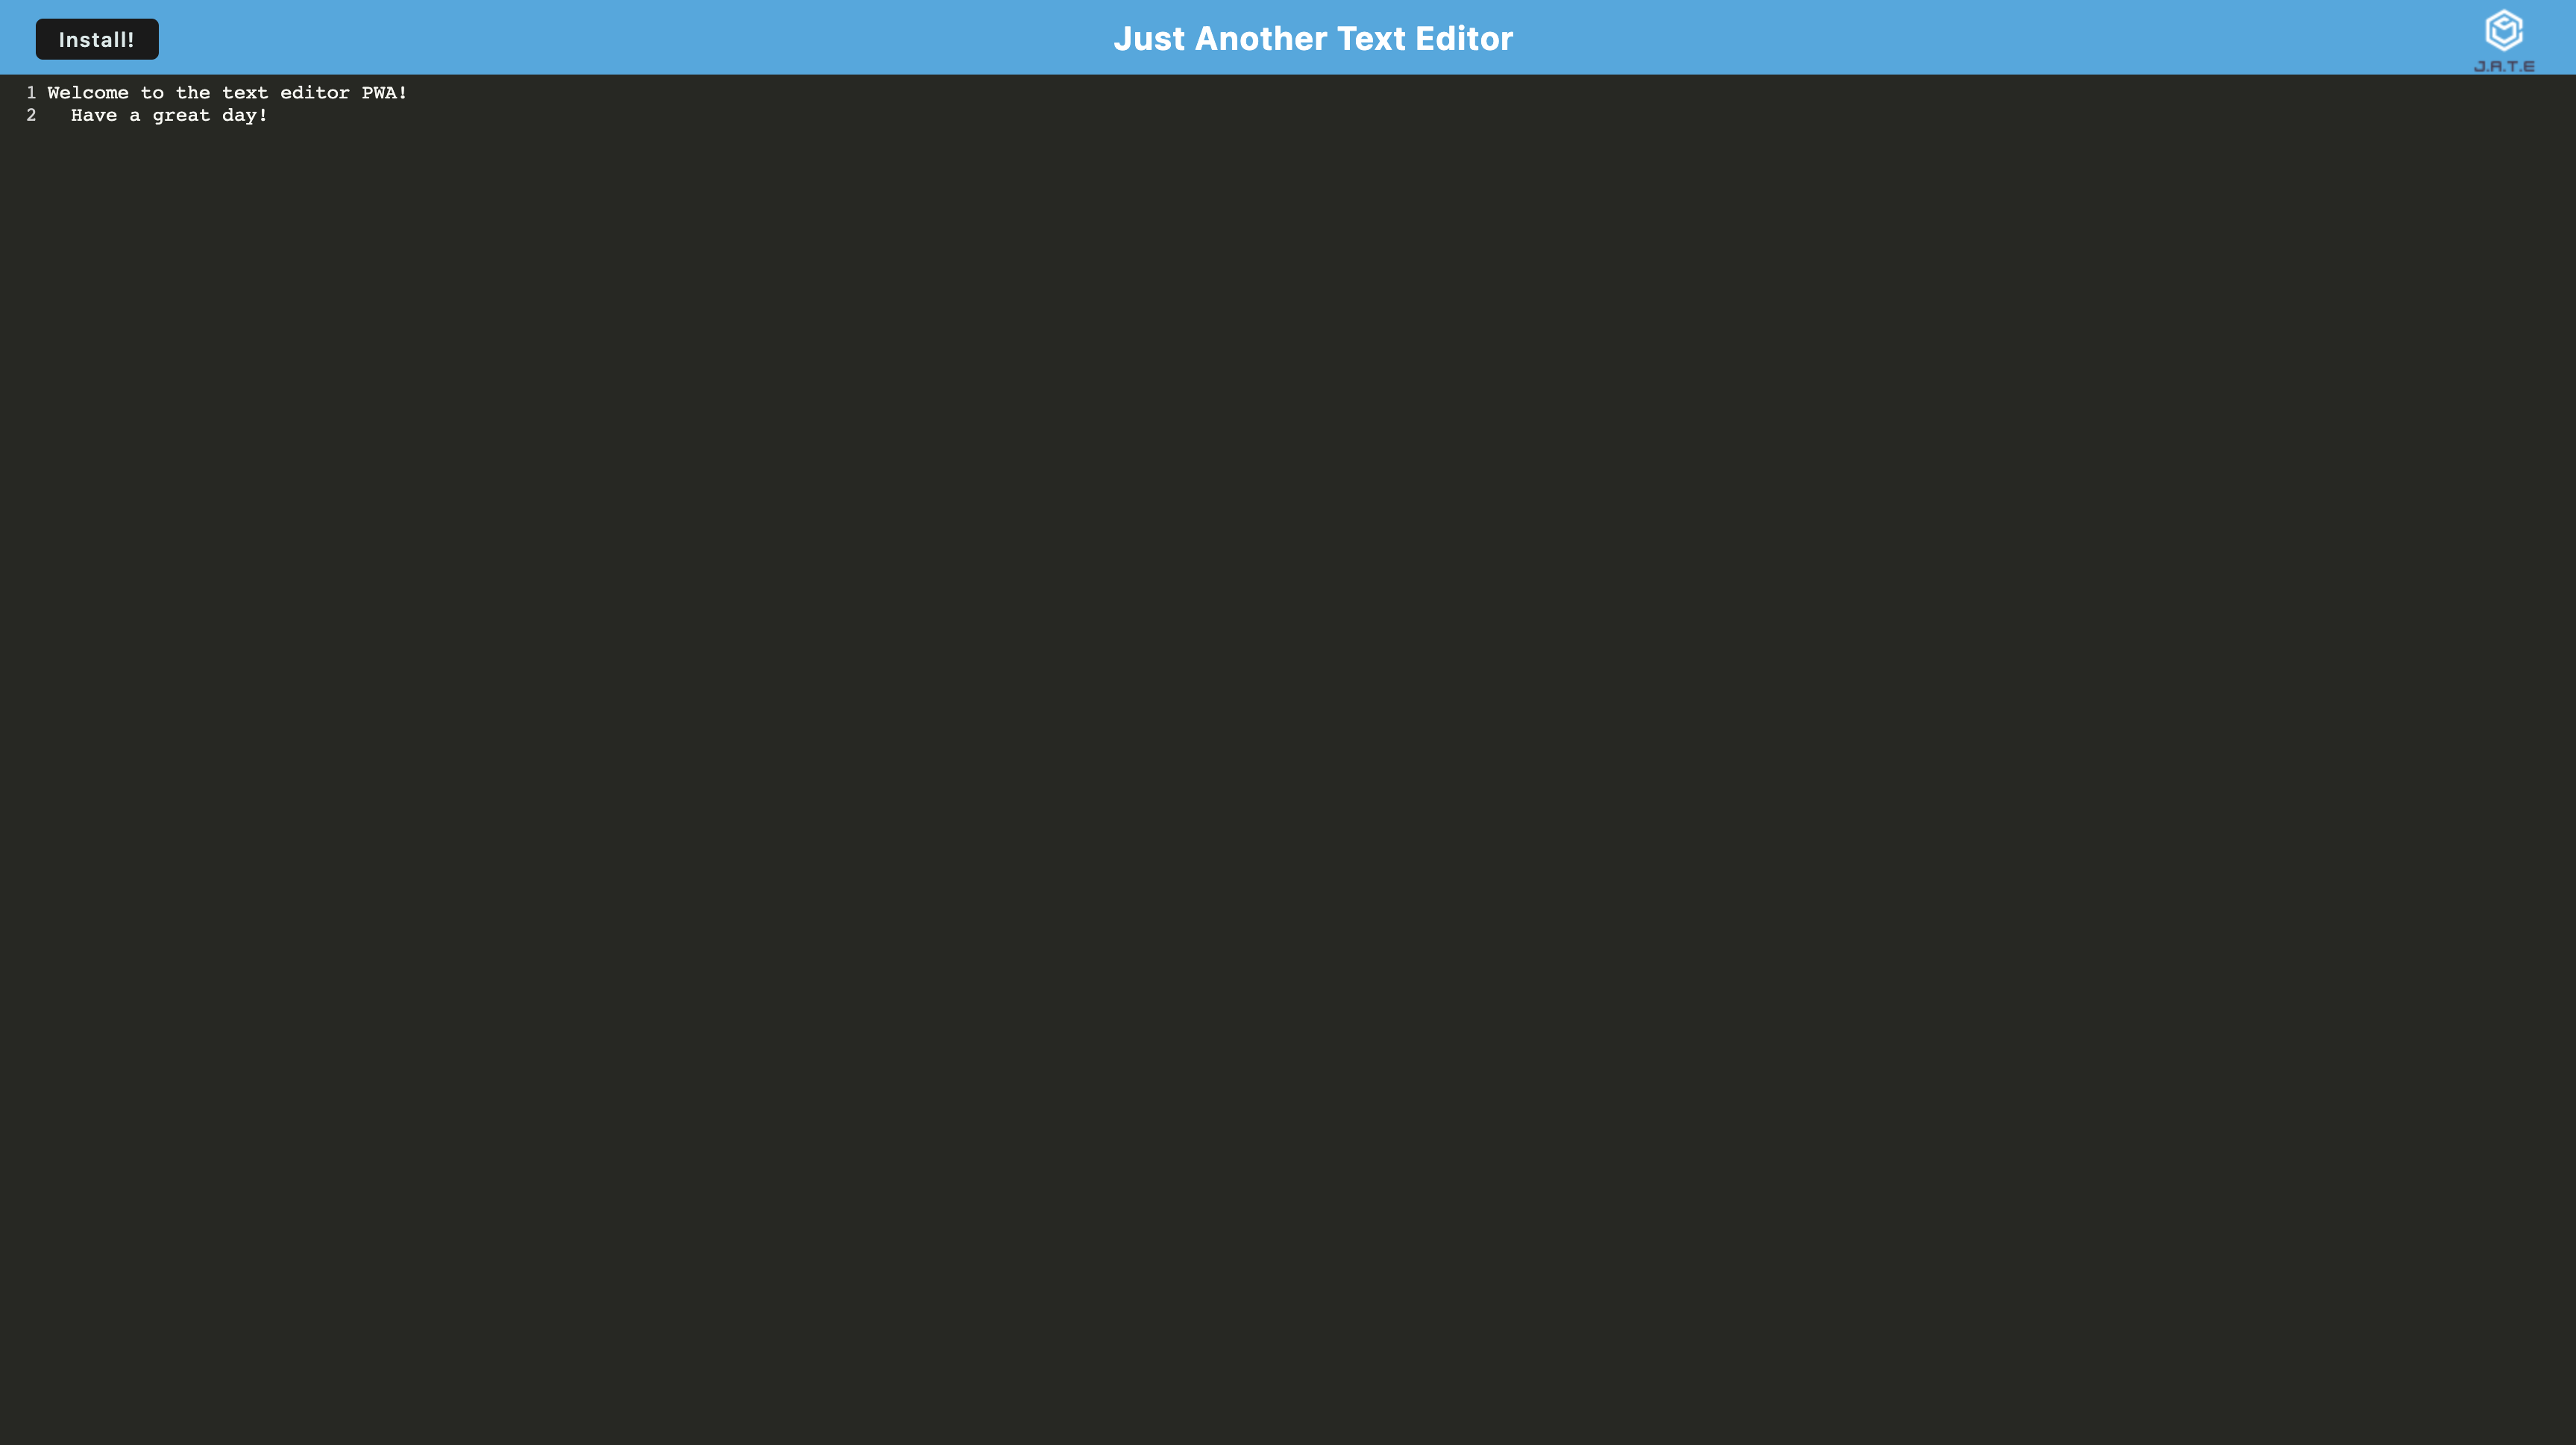 Install!
Just Another Text Editor
J.A.T.E
1 Welcome to the text editor PWA!
2   Have a great day!